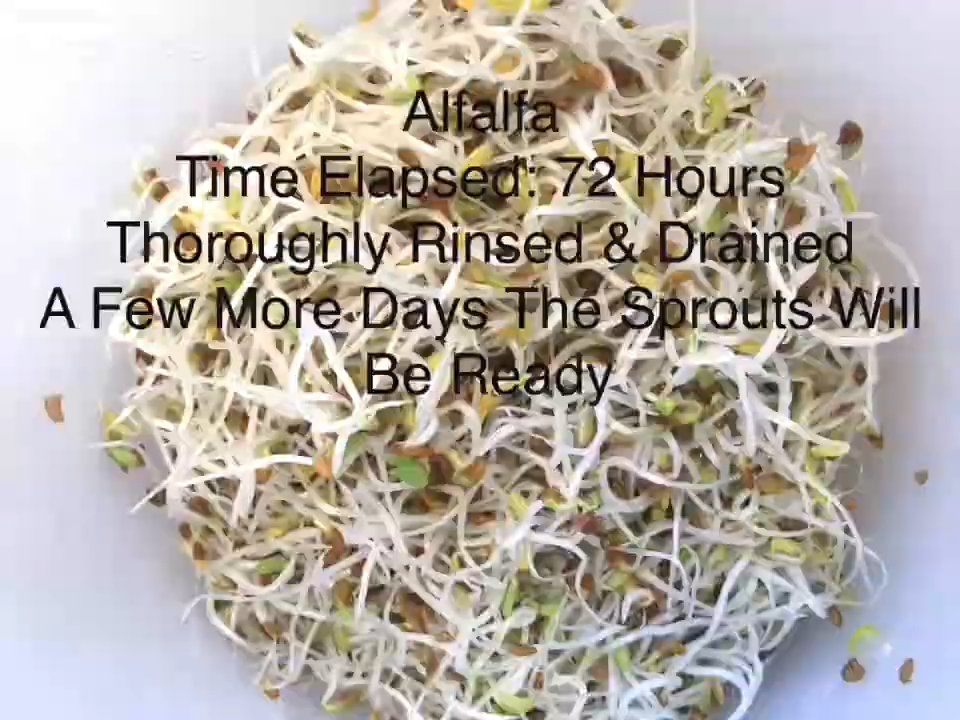 Alfalfa
Time Elapsed: 72 Hours
Thoroughly Rinsed & Drained
A Few More Days The Sprouts Will
Be Ready